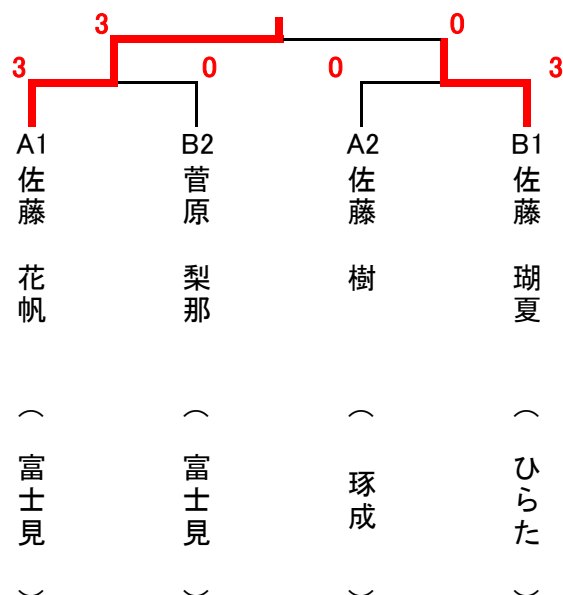 3
0
3
0
0
3
A1
佐藤 花帆
(富士見)
B2
菅原 梨那
(富士見)
A2
佐藤 樹
(琢成)
B1
佐藤 瑚夏
(ひらた)